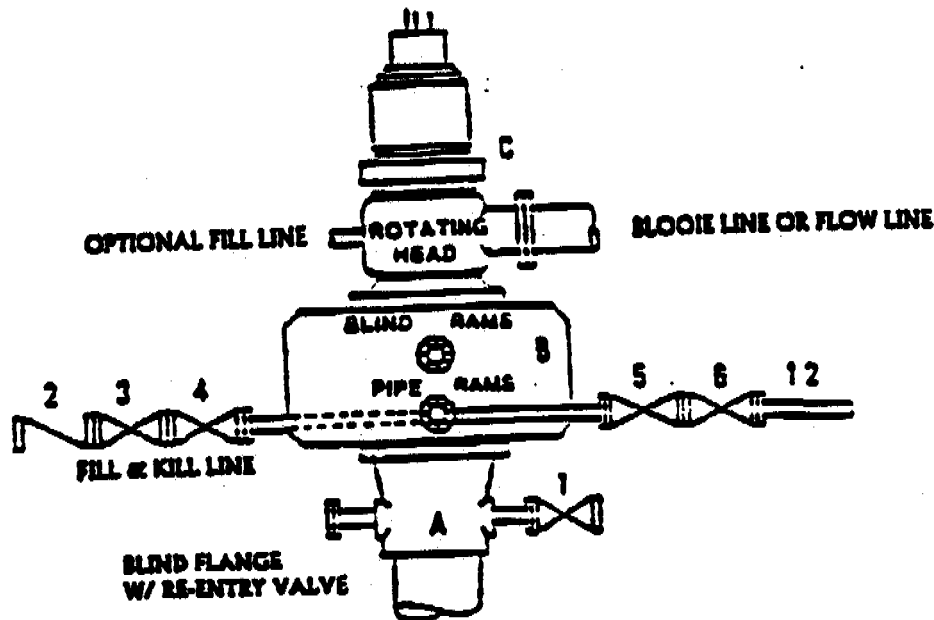 C
OPTIONAL FILL LINE
ROTATING
HEAD
BLOOIE LINE OR FLOW LINE
BLIND RAMS
B
PIPE RAMS
2 3 4
5 6 12
FILL & KILL LINE
1
A
BLIND FLANGE
W/ RE-ENTRY VALVE